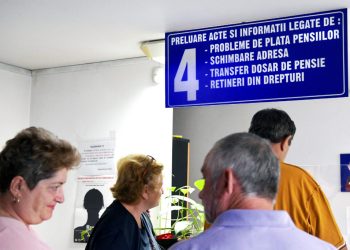 PRELUARE ACTE SI INFORMATII LEGATE DE :
4
- PROBLEME DE PLATA PENSIILOR
- SCHIMBARE ADRESA
- TRANSFER DOSAR DE PENSIE
- RETINERI DIN DREPTURI